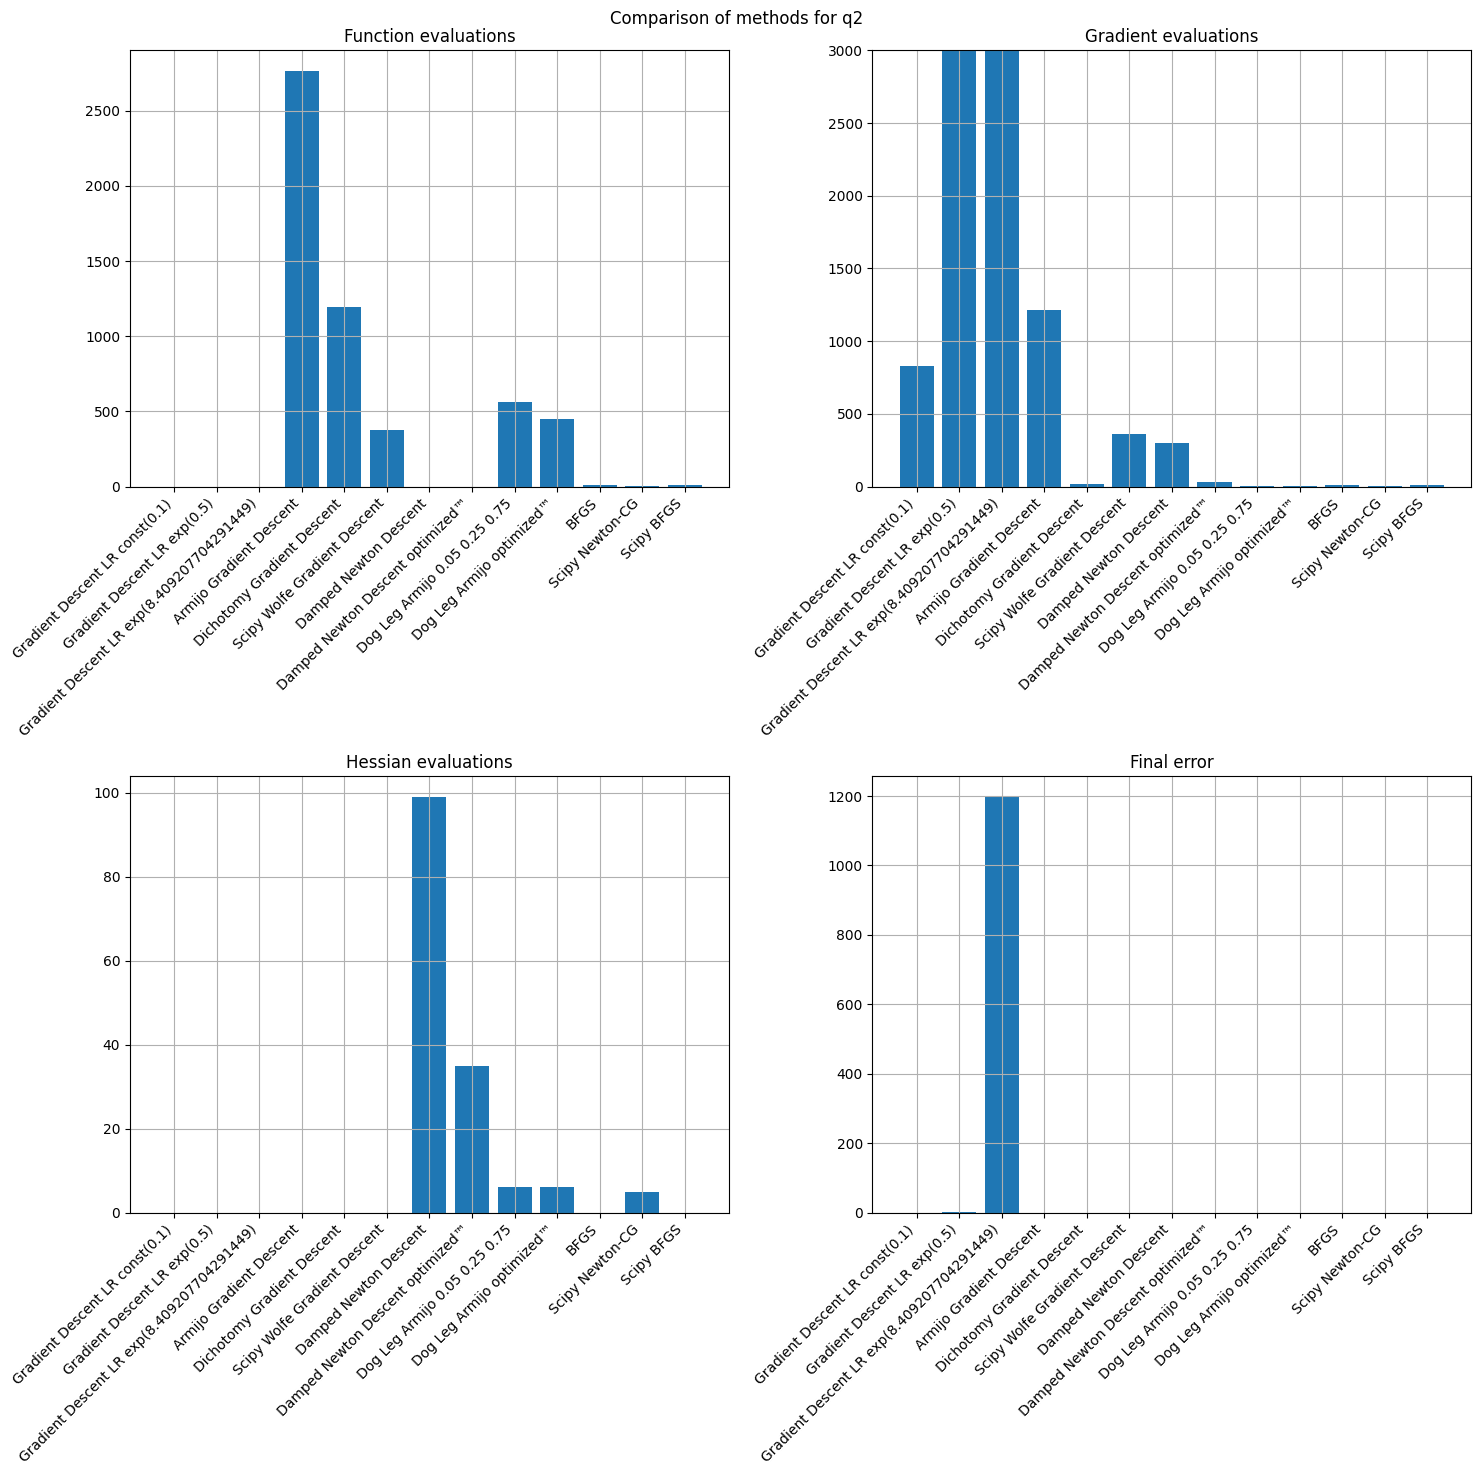 Comparison of methods for q2
Function evaluations
2500
2000
1500
1000
500
0
Gradient Descent LR const(0.1)
Gradient Descent LR exp(0.5)
Gradient Descent LR exp(8.409207704291449)
Armijo Gradient Descent
Dichotomy Gradient Descent
Scipy Wolfe Gradient Descent
Damped Newton Descent
Damped Newton Descent optimized™
Dog Leg Armijo 0.05 0.25 0.75
Dog Leg Armijo optimized™
BFGS
Scipy Newton-CG
Scipy BFGS
Gradient evaluations
3000
2500
2000
1500
1000
500
0
Gradient Descent LR const(0.1)
Gradient Descent LR exp(0.5)
Gradient Descent LR exp(8.409207704291449)
Armijo Gradient Descent
Dichotomy Gradient Descent
Scipy Wolfe Gradient Descent
Damped Newton Descent
Damped Newton Descent optimized™
Dog Leg Armijo 0.05 0.25 0.75
Dog Leg Armijo optimized™
BFGS
Scipy Newton-CG
Scipy BFGS
Hessian evaluations
100
80
60
40
20
0
Gradient Descent LR const(0.1)
Gradient Descent LR exp(0.5)
Gradient Descent LR exp(8.409207704291449)
Armijo Gradient Descent
Dichotomy Gradient Descent
Scipy Wolfe Gradient Descent
Damped Newton Descent
Damped Newton Descent optimized™
Dog Leg Armijo 0.05 0.25 0.75
Dog Leg Armijo optimized™
BFGS
Scipy Newton-CG
Scipy BFGS
Final error
1200
1000
800
600
400
200
0
Gradient Descent LR const(0.1)
Gradient Descent LR exp(0.5)
Gradient Descent LR exp(8.409207704291449)
Armijo Gradient Descent
Dichotomy Gradient Descent
Scipy Wolfe Gradient Descent
Damped Newton Descent
Damped Newton Descent optimized™
Dog Leg Armijo 0.05 0.25 0.75
Dog Leg Armijo optimized™
BFGS
Scipy Newton-CG
Scipy BFGS